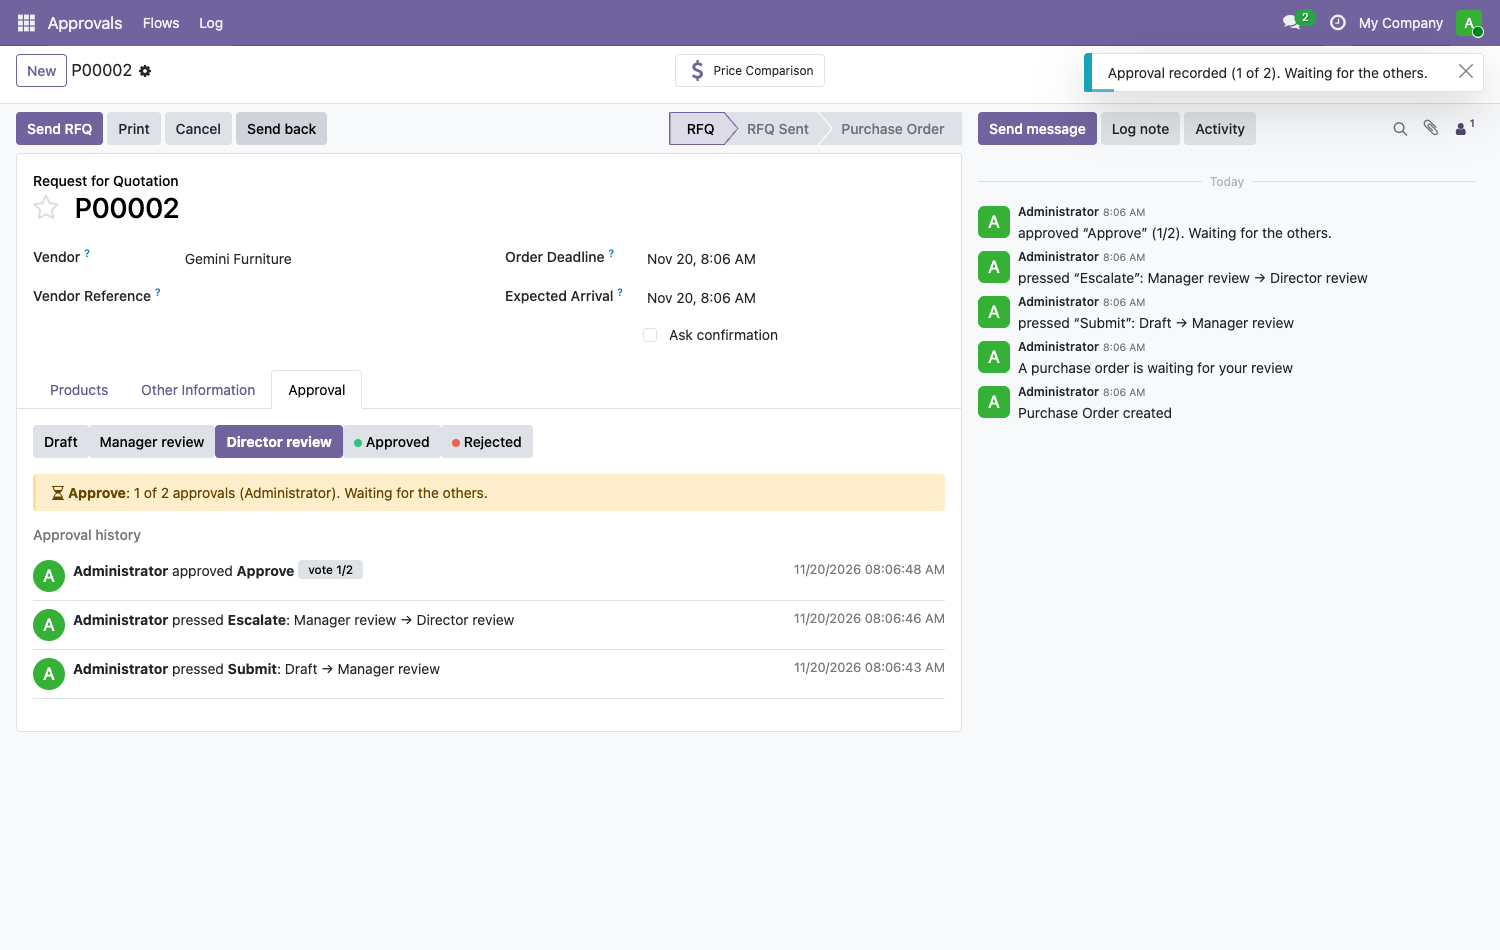 Approvals Flows Log 2 My Company A
New P00002 Price Comparison
Approval recorded (1 of 2). Waiting for the others.
Send RFQ Print Cancel Send back RFQ RFQ Sent Purchase Order
Send message Log note Activity 1
Request for Quotation
P00002
Vendor ? Gemini Furniture
Order Deadline ? Nov 20, 8:06 AM
Vendor Reference ?
Expected Arrival ? Nov 20, 8:06 AM
Ask confirmation
Products Other Information Approval
Draft Manager review Director review Approved Rejected
Approve: 1 of 2 approvals (Administrator). Waiting for the others.
Approval history
A Administrator approved Approve vote 1/2 11/20/2026 08:06:48 AM
A Administrator pressed Escalate: Manager review → Director review 11/20/2026 08:06:46 AM
A Administrator pressed Submit: Draft → Manager review 11/20/2026 08:06:43 AM
Today
A Administrator 8:06 AM
approved “Approve” (1/2). Waiting for the others.
A Administrator 8:06 AM
pressed “Escalate”: Manager review → Director review
A Administrator 8:06 AM
pressed “Submit”: Draft → Manager review
A Administrator 8:06 AM
A purchase order is waiting for your review
A Administrator 8:06 AM
Purchase Order created